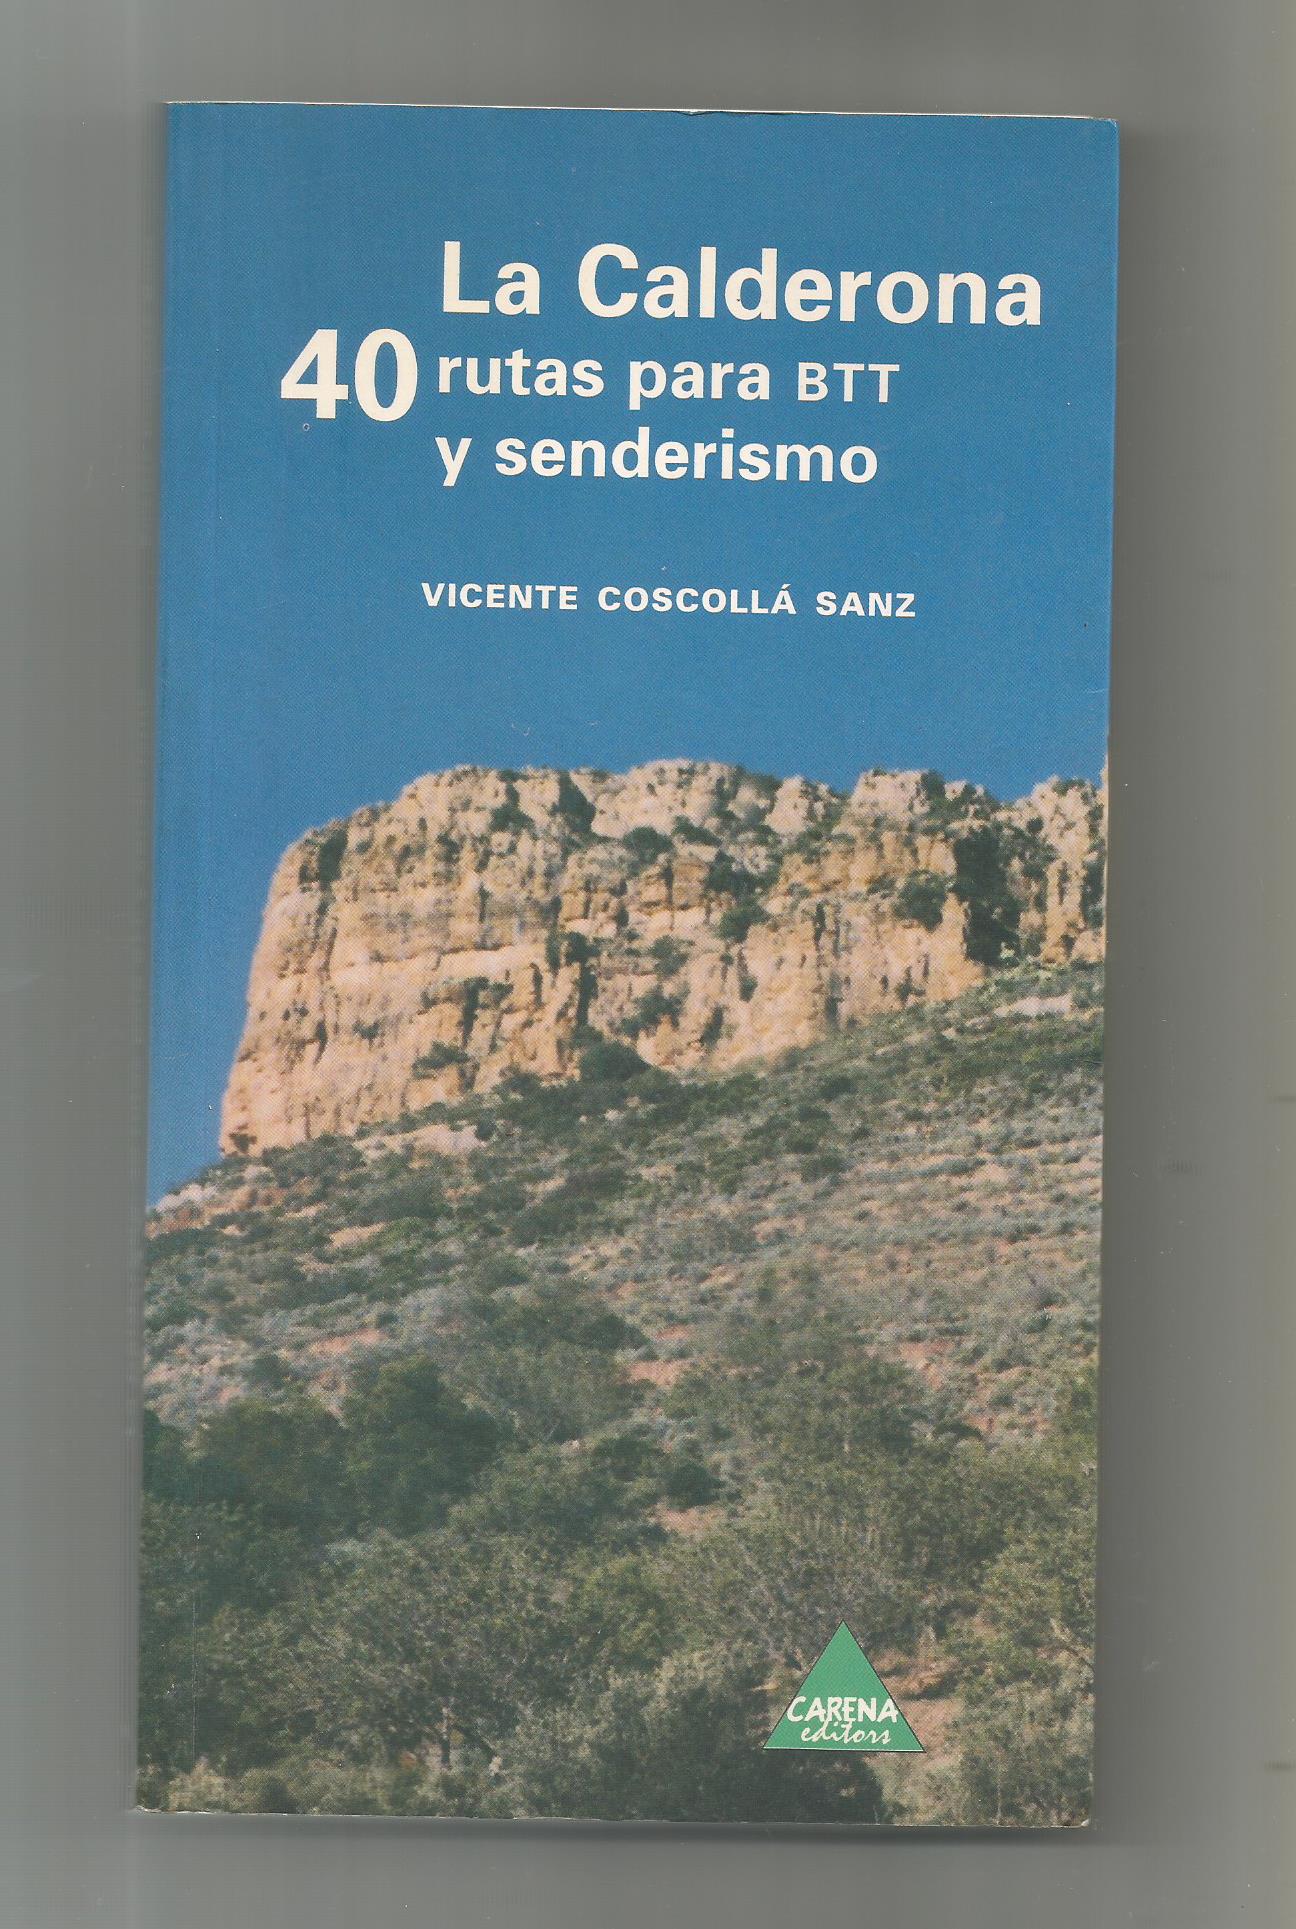 La Calderona
40 rutas para BTT
y senderismo
VICENTE COSCOLLÁ SANZ
CARENA
editors